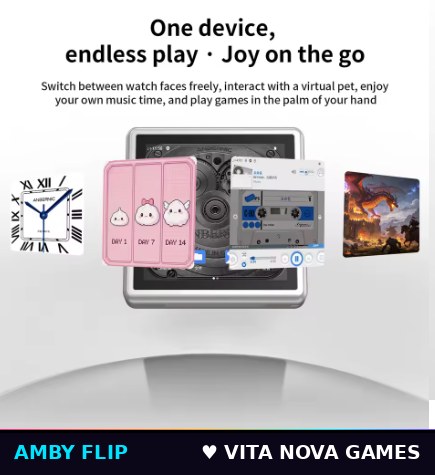 One device,
endless play · Joy on the go
Switch between watch faces freely, interact with a virtual pet, enjoy
your own music time, and play games in the palm of your hand
ANBERNIC
DAY 1
DAY 7
DAY 14
AMBY FLIP
♥ VITA NOVA GAMES